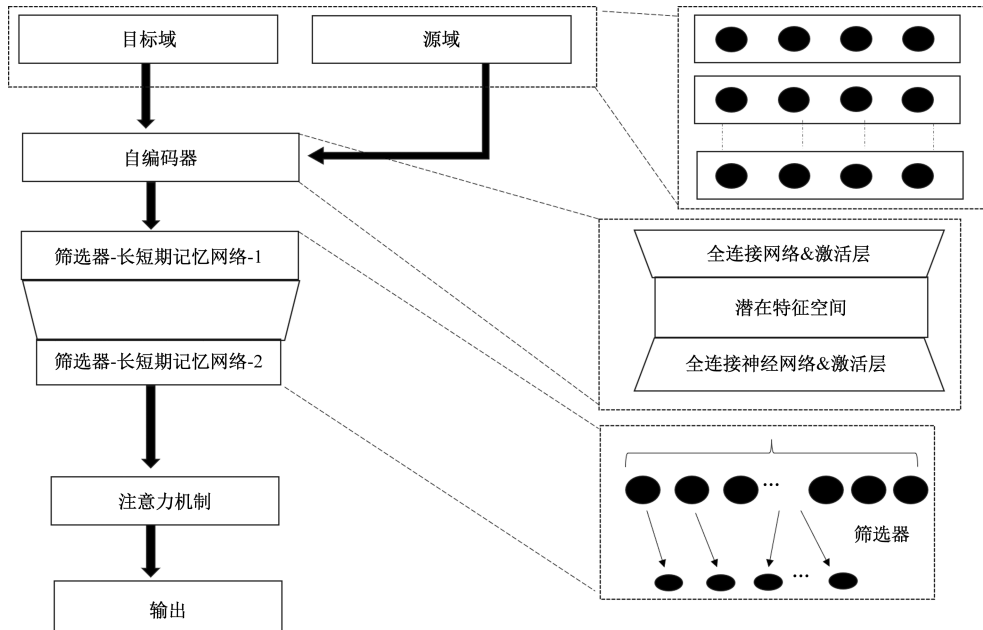 目标域
源域
自编码器
筛选器-长短期记忆网络-1
筛选器-长短期记忆网络-2
注意力机制
输出
全连接网络&激活层
潜在特征空间
全连接神经网络&激活层
...
筛选器
...